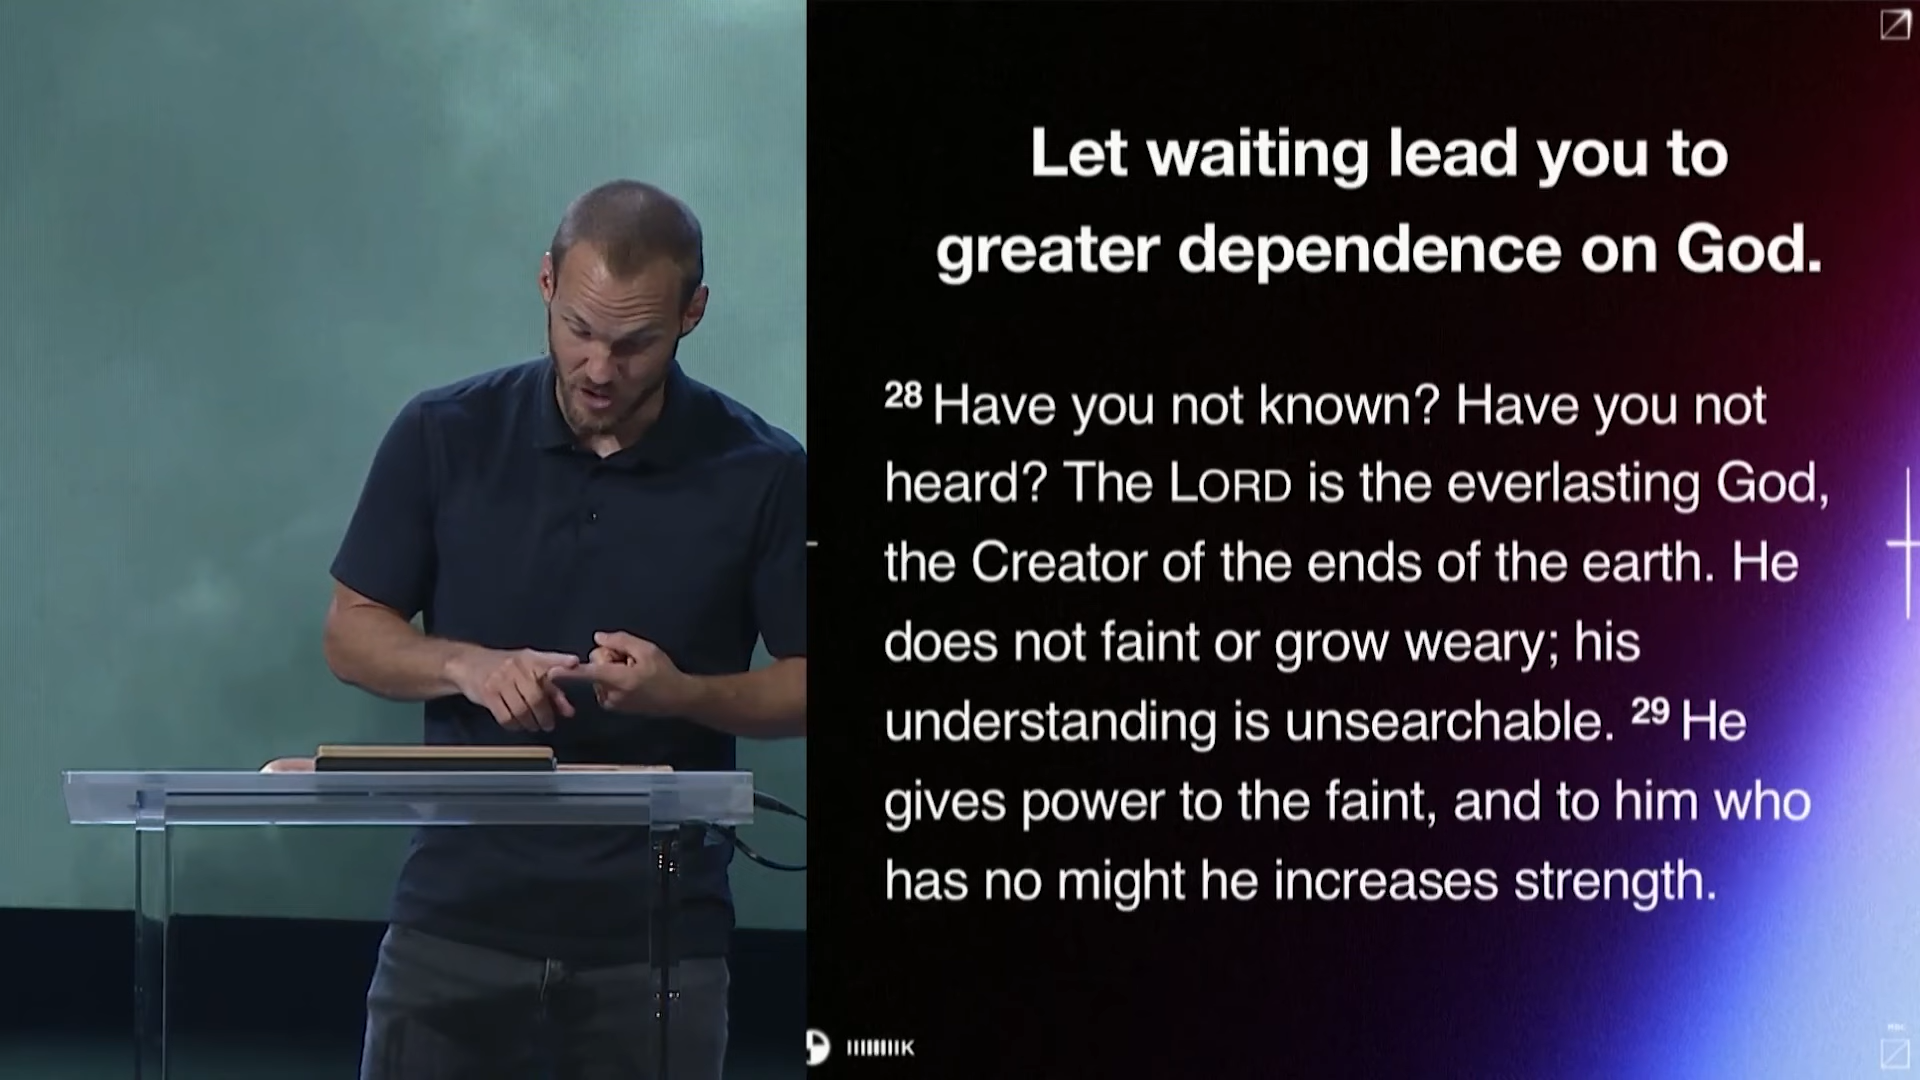 Let waiting lead you to
greater dependence on God.
28 Have you not known? Have you not
heard? The LORD is the everlasting God,
the Creator of the ends of the earth. He
does not faint or grow weary; his
understanding is unsearchable. 29 He
gives power to the faint, and to him who
has no might he increases strength.